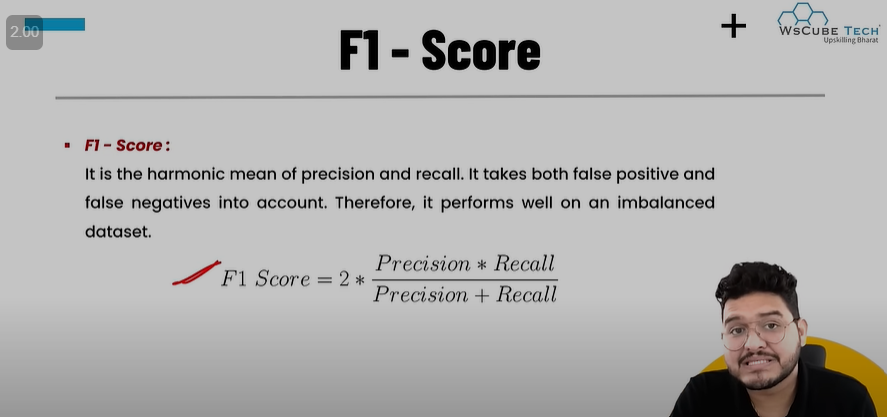 2.00
WSCUBE TECH
Upskilling Bharat
F1 - Score
▪ F1 - Score :
It is the harmonic mean of precision and recall. It takes both false positive and
false negatives into account. Therefore, it performs well on an imbalanced
dataset.
F1 Score = 2 * (Precision * Recall) / (Precision + Recall)